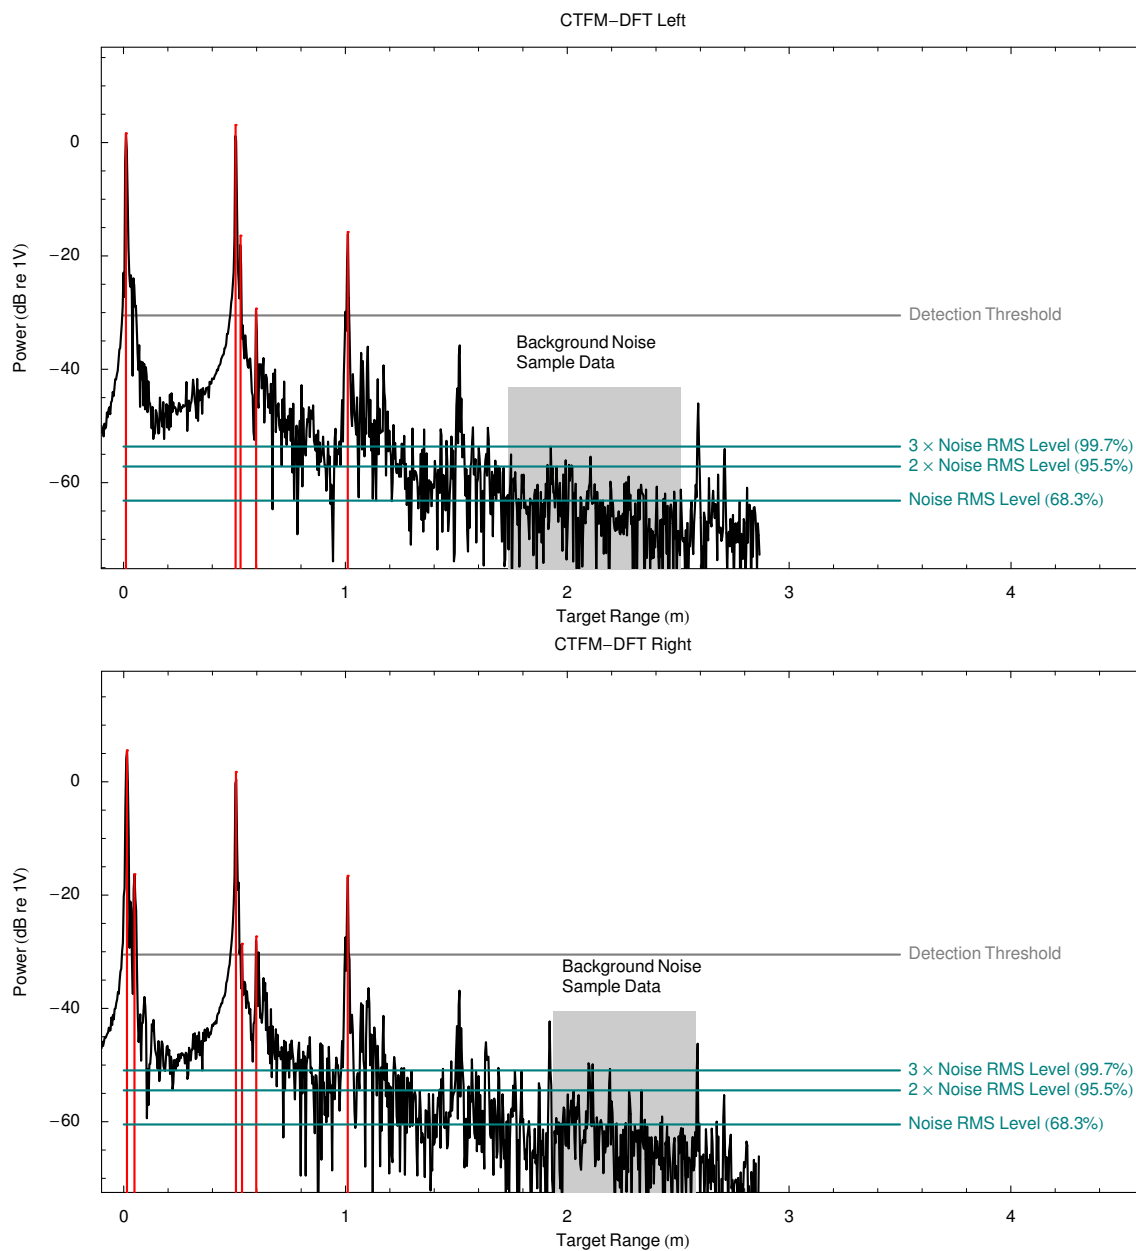 CTFM−DFT Left
Power (dB re 1V)
0
−20
−40
−60
Detection Threshold
Background Noise
Sample Data
3 × Noise RMS Level (99.7%)
2 × Noise RMS Level (95.5%)
Noise RMS Level (68.3%)
0 1 2 3 4
Target Range (m)
CTFM−DFT Right
Power (dB re 1V)
0
−20
−40
−60
Detection Threshold
Background Noise
Sample Data
3 × Noise RMS Level (99.7%)
2 × Noise RMS Level (95.5%)
Noise RMS Level (68.3%)
0 1 2 3 4
Target Range (m)